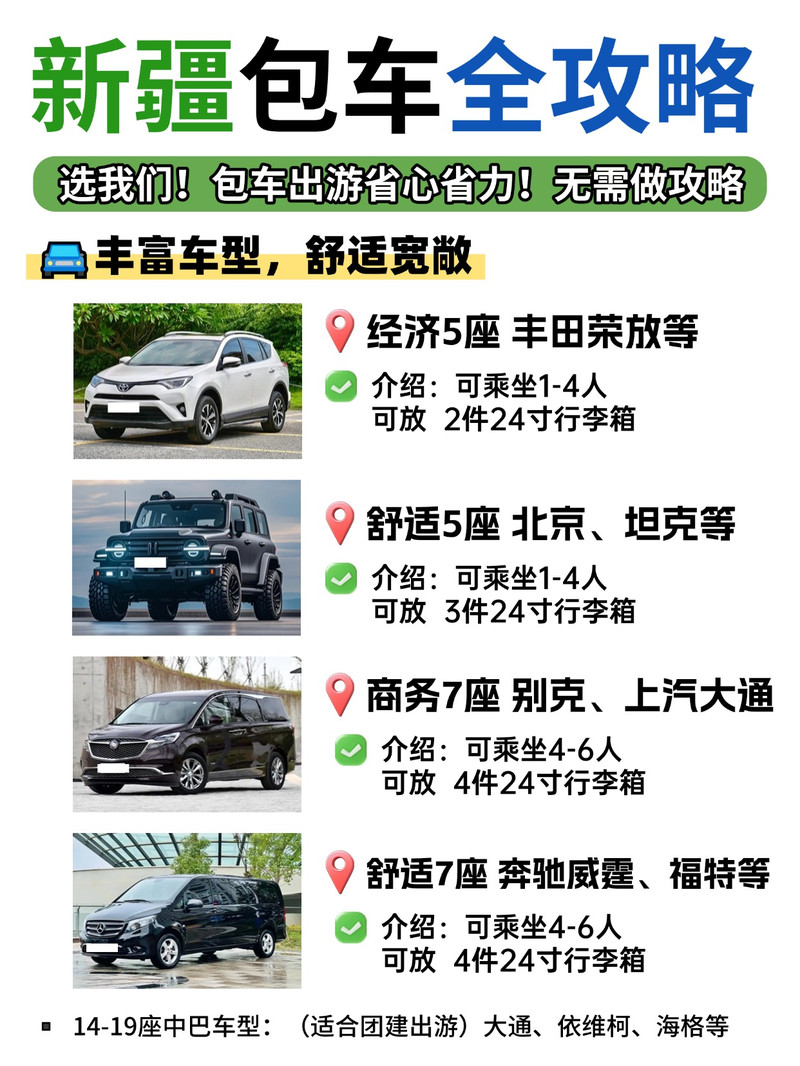 新疆包车全攻略
选我们！包车出游省心省力！无需做攻略
丰富车型，舒适宽敞
经济5座 丰田荣放等
介绍：可乘坐1-4人
可放 2件24寸行李箱
舒适5座 北京、坦克等
介绍：可乘坐1-4人
可放 3件24寸行李箱
商务7座 别克、上汽大通
介绍：可乘坐4-6人
可放 4件24寸行李箱
舒适7座 奔驰威霆、福特等
介绍：可乘坐4-6人
可放 4件24寸行李箱
14-19座中巴车型：（适合团建出游）大通、依维柯、海格等